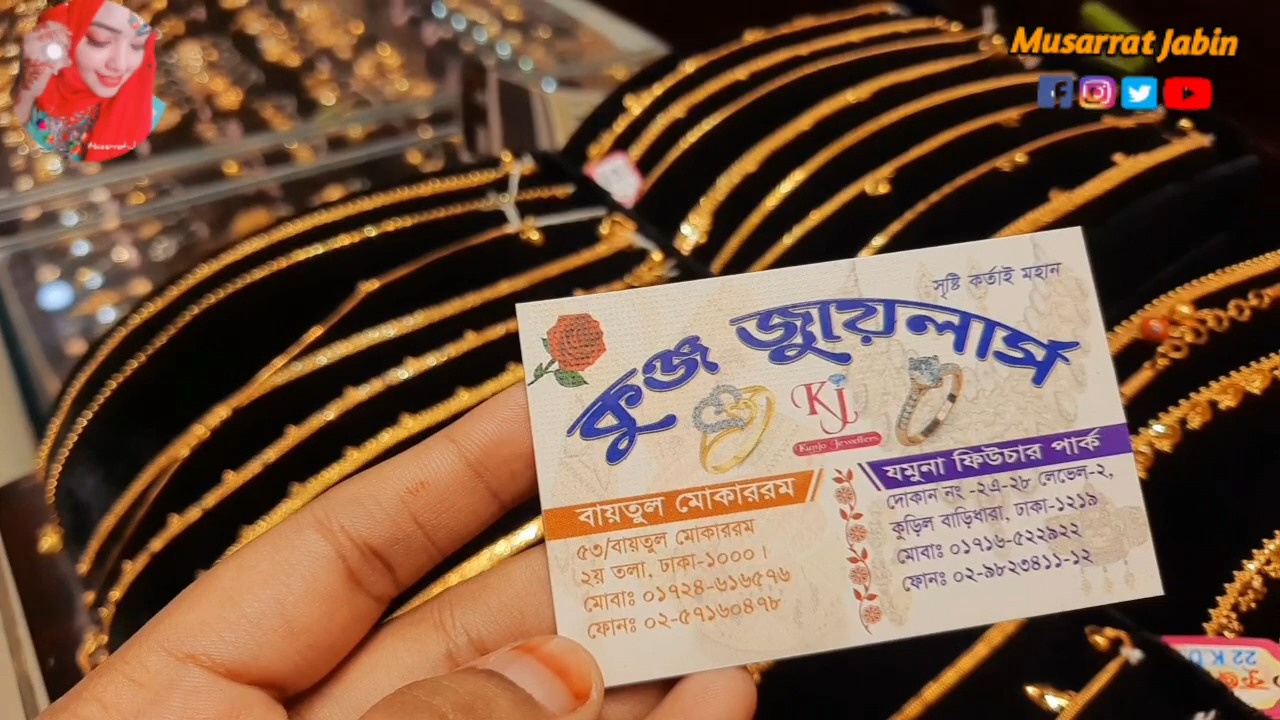 Musarrat Jabin
সৃষ্টি কর্তাই মহান
কুঞ্জ জুয়েলার্স
KJ
Kunjo Jewellers
বায়তুল মোকাররম
৫৩/বায়তুল মোকাররম
২য় তলা, ঢাকা-১০০০।
মোবাঃ ০১৭২৪-৬১৬৫৭৬
ফোনঃ ০২-৫৭১৬০৪৭৮
যমুনা ফিউচার পার্ক
দোকান নং -২এ-২৮ লেভেল-২,
কুড়িল বাড়িধারা, ঢাকা-১২১৯
মোবাঃ ০১৭১৬-৫২২৯২২
ফোনঃ ০২-৯৮২৩৪১১-১২